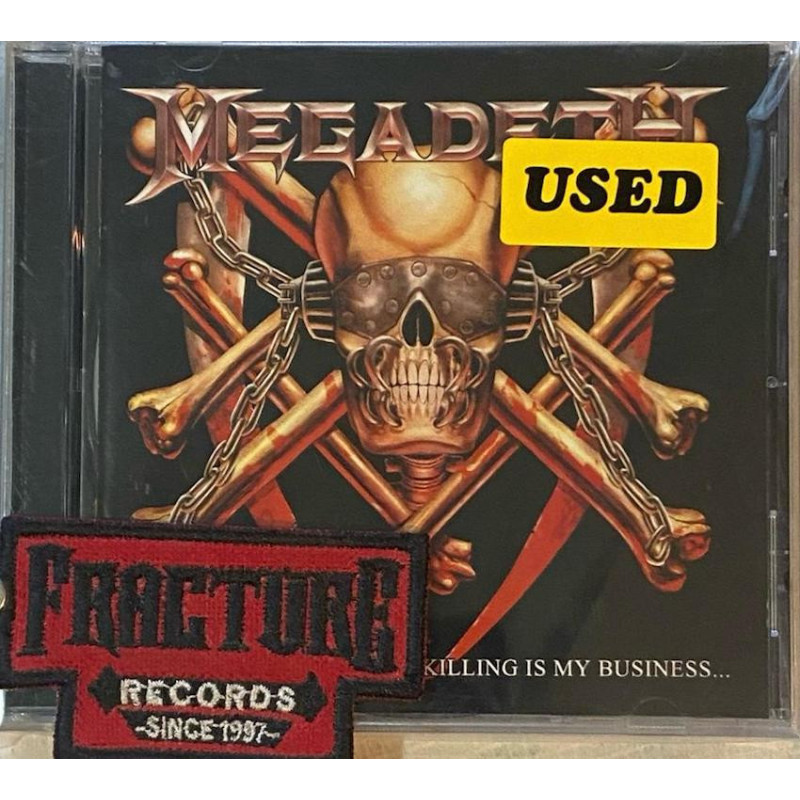 MEGADETH
USED
KILLING IS MY BUSINESS...
FRACTURE
RECORDS
-SINCE 1997-